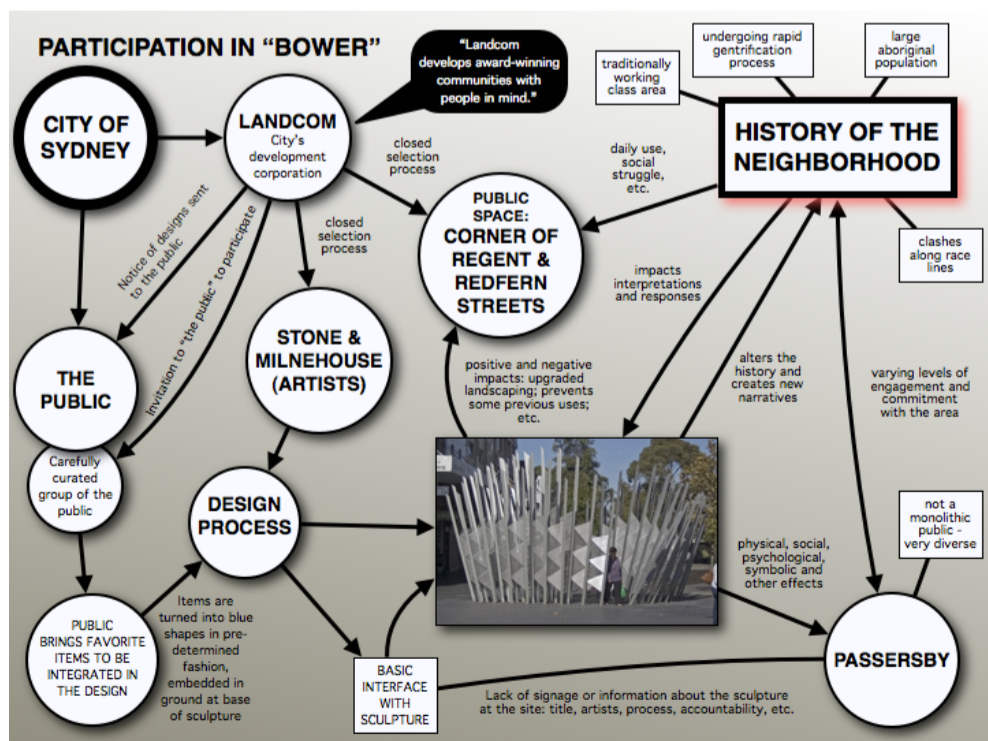 PARTICIPATION IN “BOWER”
“Landcom
develops award-winning
communities with
people in mind.”
undergoing rapid
gentrification
process
large
aboriginal
population
traditionally
working
class area
CITY OF
SYDNEY
LANDCOM
City's
development
corporation
closed
selection
process
daily use,
social
struggle,
etc.
HISTORY OF THE
NEIGHBORHOOD
PUBLIC
SPACE:
CORNER OF
REGENT &
REDFERN
STREETS
clashes
along race
lines
Notice of designs sent
to the public
Invitation to “the public” to participate
closed
selection
process
impacts
interpretations
and responses
STONE &
MILNEHOUSE
(ARTISTS)
THE
PUBLIC
positive and negative
impacts: upgraded
landscaping; prevents
some previous uses;
etc.
alters the
history and
creates new
narratives
varying levels of
engagement and
commitment
with the area
Carefully
curated
group of the
public
DESIGN
PROCESS
not a
monolithic
public -
very diverse
physical, social,
psychological,
symbolic and
other effects
PUBLIC
BRINGS FAVORITE
ITEMS TO BE
INTEGRATED IN
THE DESIGN
Items are
turned into blue
shapes in pre-
determined
fashion,
embedded in
ground at base
of sculpture
BASIC
INTERFACE
WITH
SCULPTURE
Lack of signage or information about the sculpture
at the site: title, artists, process, accountability, etc.
PASSERSBY